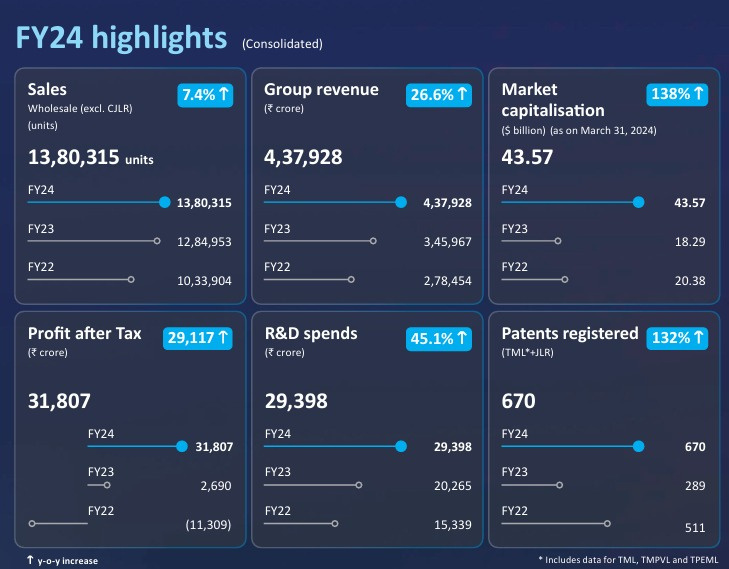 FY24 highlights (Consolidated)
Sales
7.4% ↑
Wholesale (excl. CJLR)
(units)
13,80,315 units
FY24
13,80,315
FY23
12,84,953
FY22
10,33,904
Group revenue
26.6% ↑
(₹ crore)
4,37,928
FY24
4,37,928
FY23
3,45,967
FY22
2,78,454
Market
capitalisation
138% ↑
($ billion) (as on March 31, 2024)
43.57
FY24
43.57
FY23
18.29
FY22
20.38
Profit after Tax
29,117 ↑
(₹ crore)
31,807
FY24
31,807
FY23
2,690
FY22
(11,309)
R&D spends
45.1% ↑
(₹ crore)
29,398
FY24
29,398
FY23
20,265
FY22
15,339
Patents registered
132% ↑
(TML*+JLR)
670
FY24
670
FY23
289
FY22
511
↑ y-o-y increase
* Includes data for TML, TMPVL and TPEML